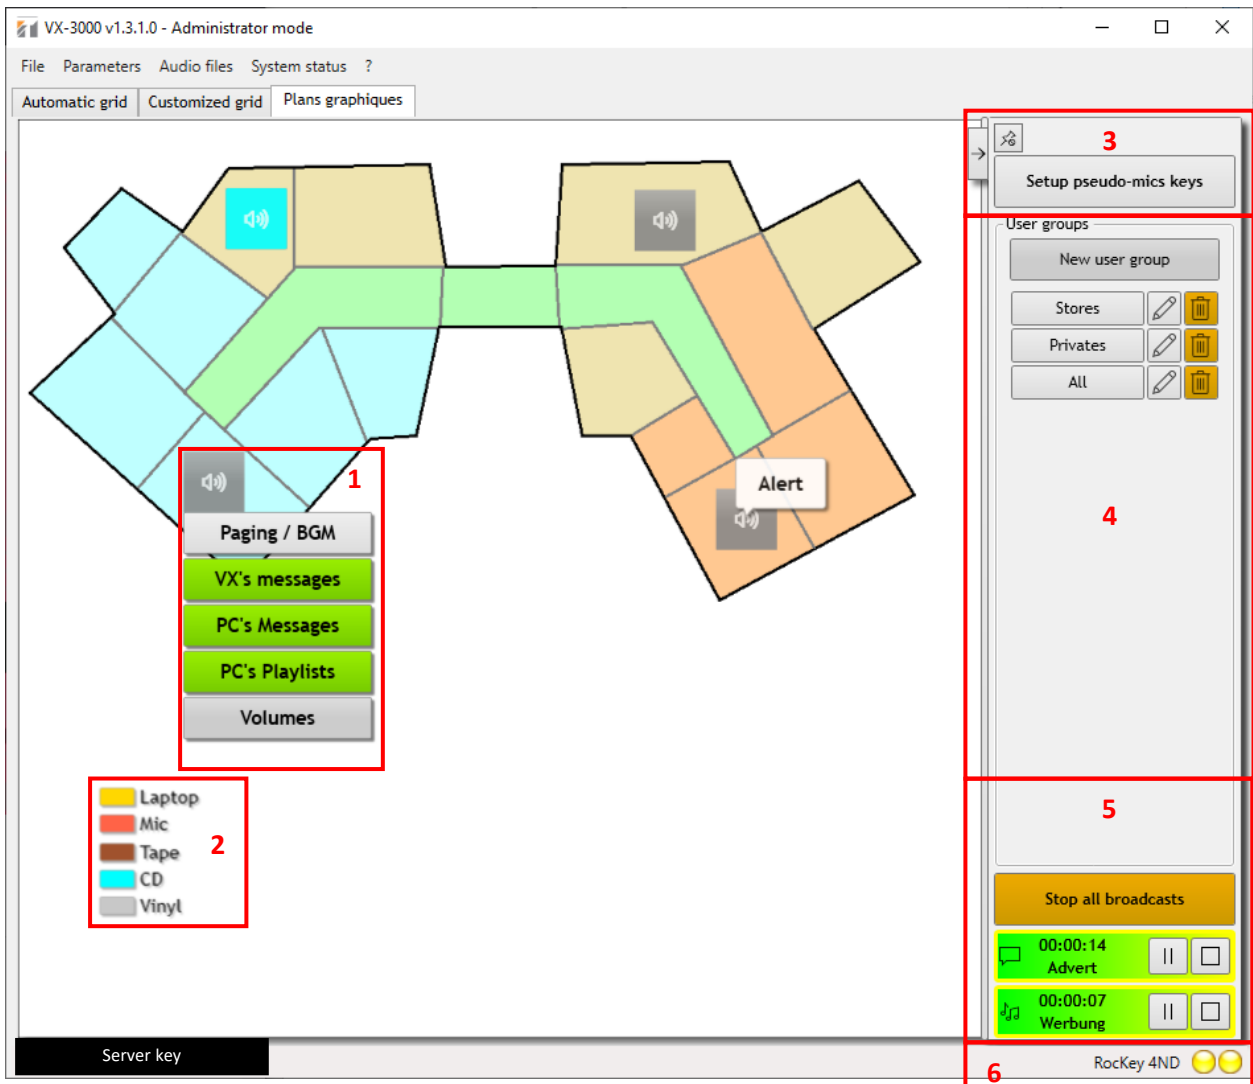 VX-3000 v1.3.1.0 - Administrator mode
File Parameters Audio files System status ?
Automatic grid Customized grid Plans graphiques
3
Setup pseudo-mics keys
User groups
New user group
Stores
Privates
All
4
Alert
1
Paging / BGM
VX's messages
PC's Messages
PC's Playlists
Volumes
Laptop
Mic
Tape
CD
Vinyl
2
5
Stop all broadcasts
00:00:14
Advert
00:00:07
Werbung
Server key
6
RocKey 4ND